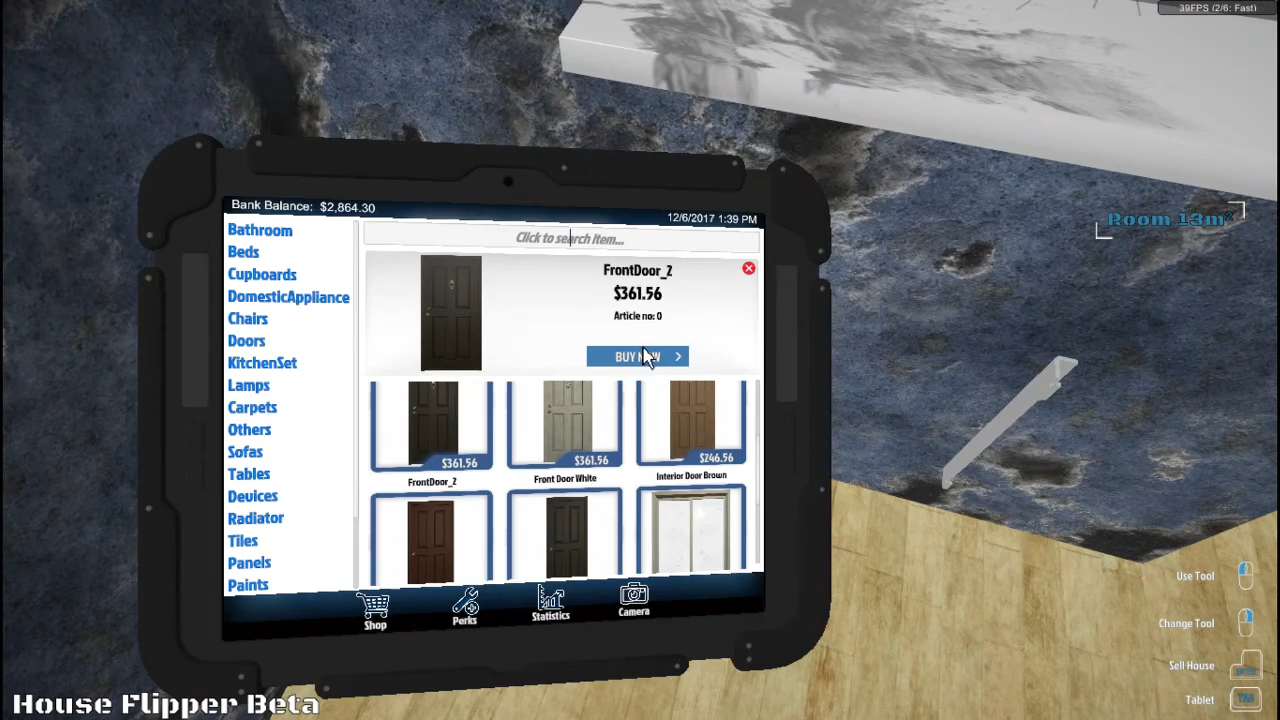 39FPS (2/6: Fast)
Bank Balance: $2,864.30
12/6/2017 1:39 PM
Room 13m²
Bathroom
Beds
Cupboards
DomesticAppliance
Chairs
Doors
KitchenSet
Lamps
Carpets
Others
Sofas
Tables
Devices
Radiator
Tiles
Panels
Paints
Click to search item...
FrontDoor_2
$361.56
Article no: 0
BUY NOW
$361.56
$361.56
$246.56
FrontDoor_2
Front Door White
Interior Door Brown
Shop
Perks
Statistics
Camera
Use Tool
Change Tool
Sell House
Tablet
TAB
House Flipper Beta